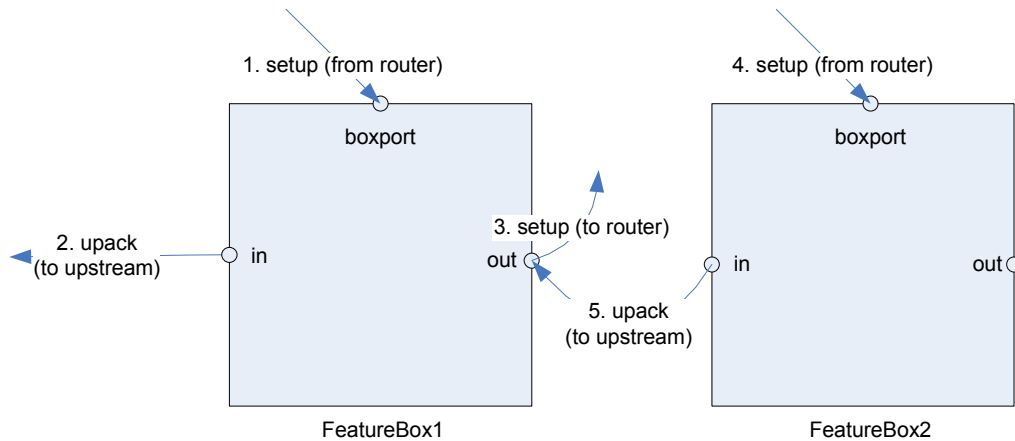 1. setup (from router)
4. setup (from router)
boxport
boxport
3. setup (to router)
2. upack
(to upstream)
in
out
in
out
5. upack
(to upstream)
FeatureBox1
FeatureBox2